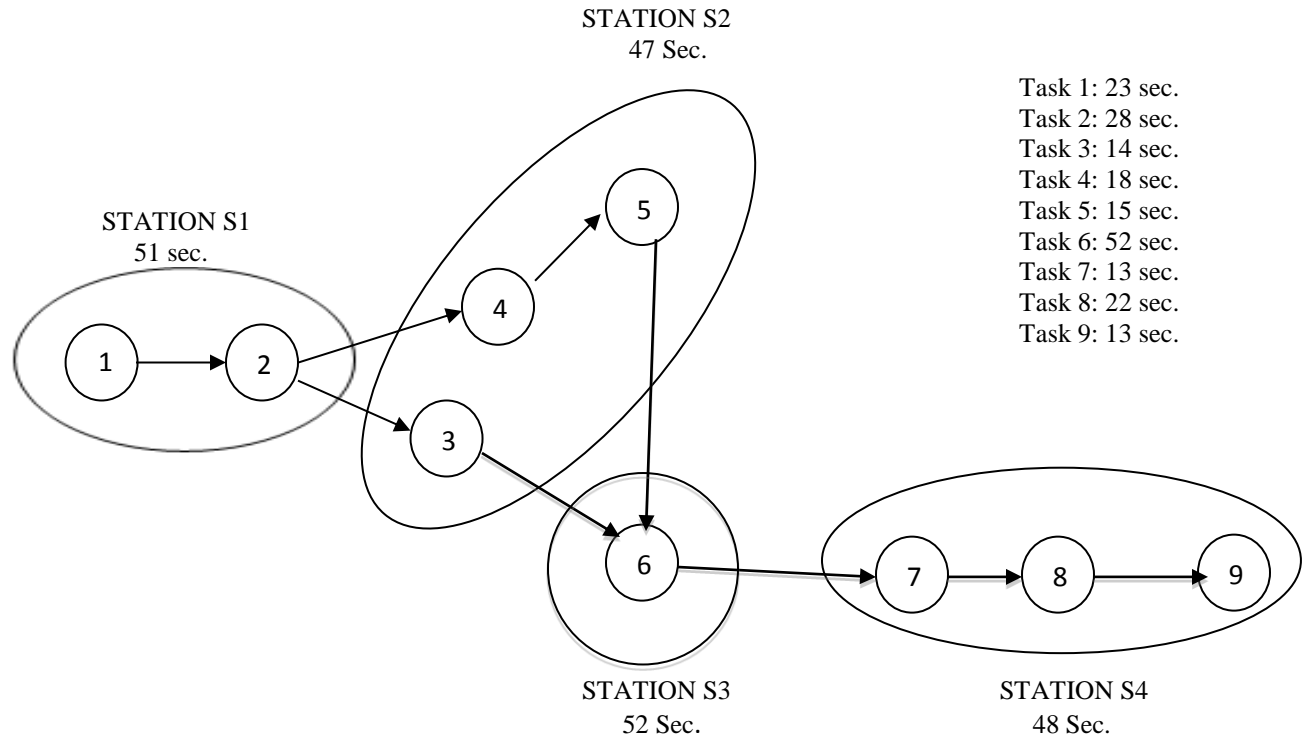 STATION S2
47 Sec.
Task 1: 23 sec.
Task 2: 28 sec.
Task 3: 14 sec.
Task 4: 18 sec.
Task 5: 15 sec.
Task 6: 52 sec.
Task 7: 13 sec.
Task 8: 22 sec.
Task 9: 13 sec.
STATION S1
51 sec.
5
4
1
2
3
6
7
8
9
STATION S3
52 Sec.
STATION S4
48 Sec.